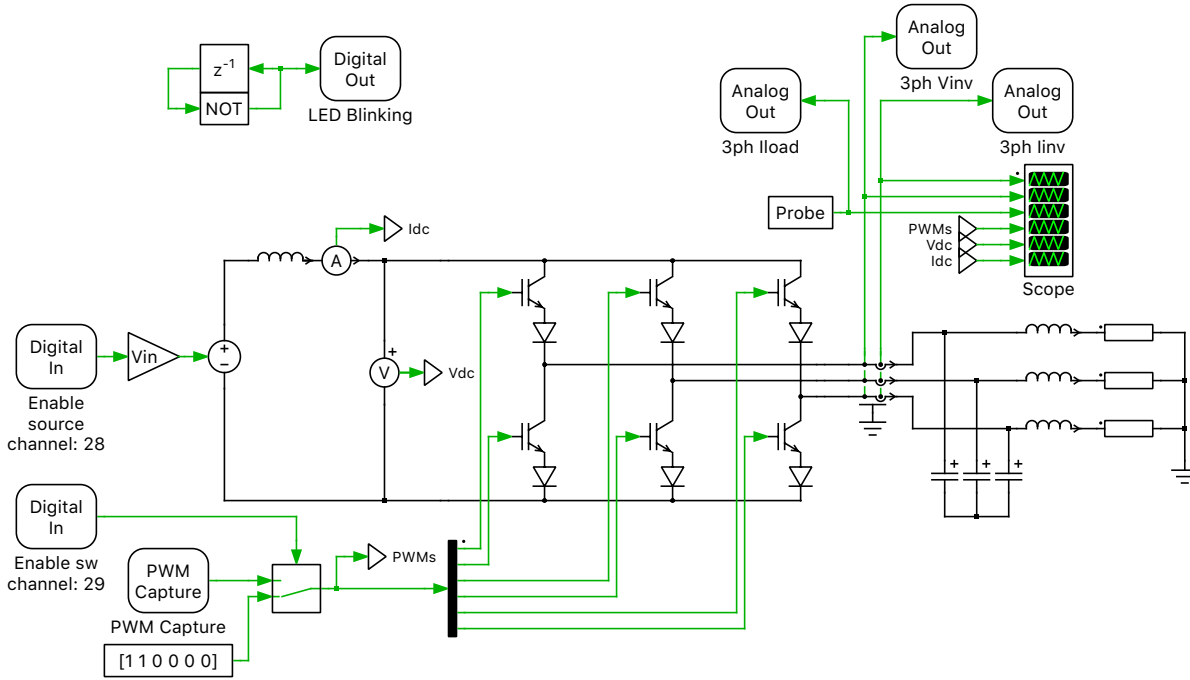 Analog
Out
3ph Vinv
z-1
NOT
Digital
Out
LED Blinking
Analog
Out
3ph Iload
Analog
Out
3ph Iinv
Probe
PWMs
Vdc
Idc
Scope
Idc
A
Digital
In
Enable
source
channel: 28
Vin
+
−
+
V
Vdc
Digital
In
Enable sw
channel: 29
PWM
Capture
PWM Capture
[1 1 0 0 0 0]
PWMs
+
+
+